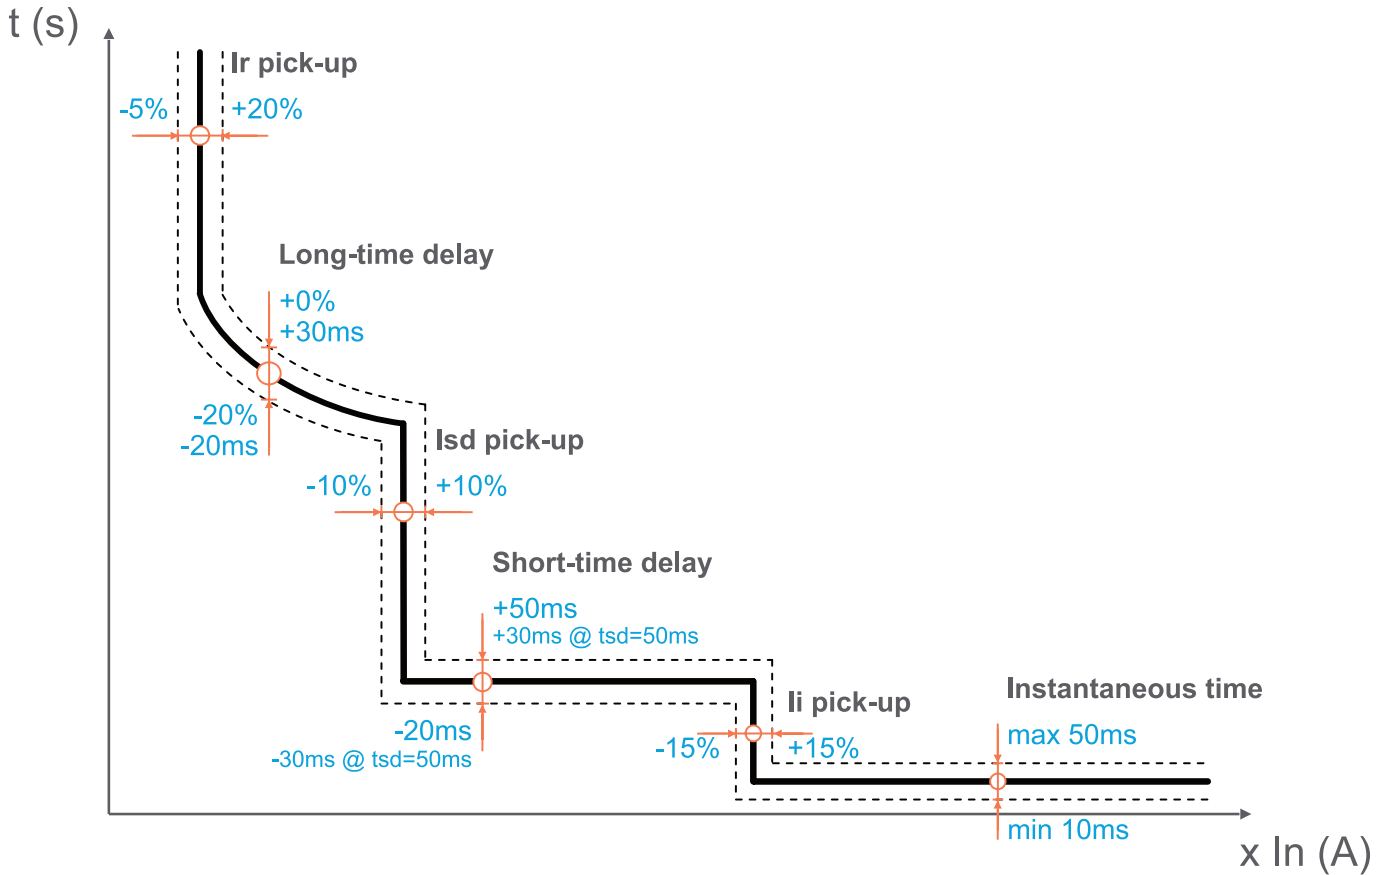 t (s)
Ir pick-up
-5%
+20%
Long-time delay
+0%
+30ms
-20%
-20ms
Isd pick-up
-10%
+10%
Short-time delay
+50ms
+30ms @ tsd=50ms
-20ms
-30ms @ tsd=50ms
Ii pick-up
-15%
+15%
Instantaneous time
max 50ms
min 10ms
x In (A)